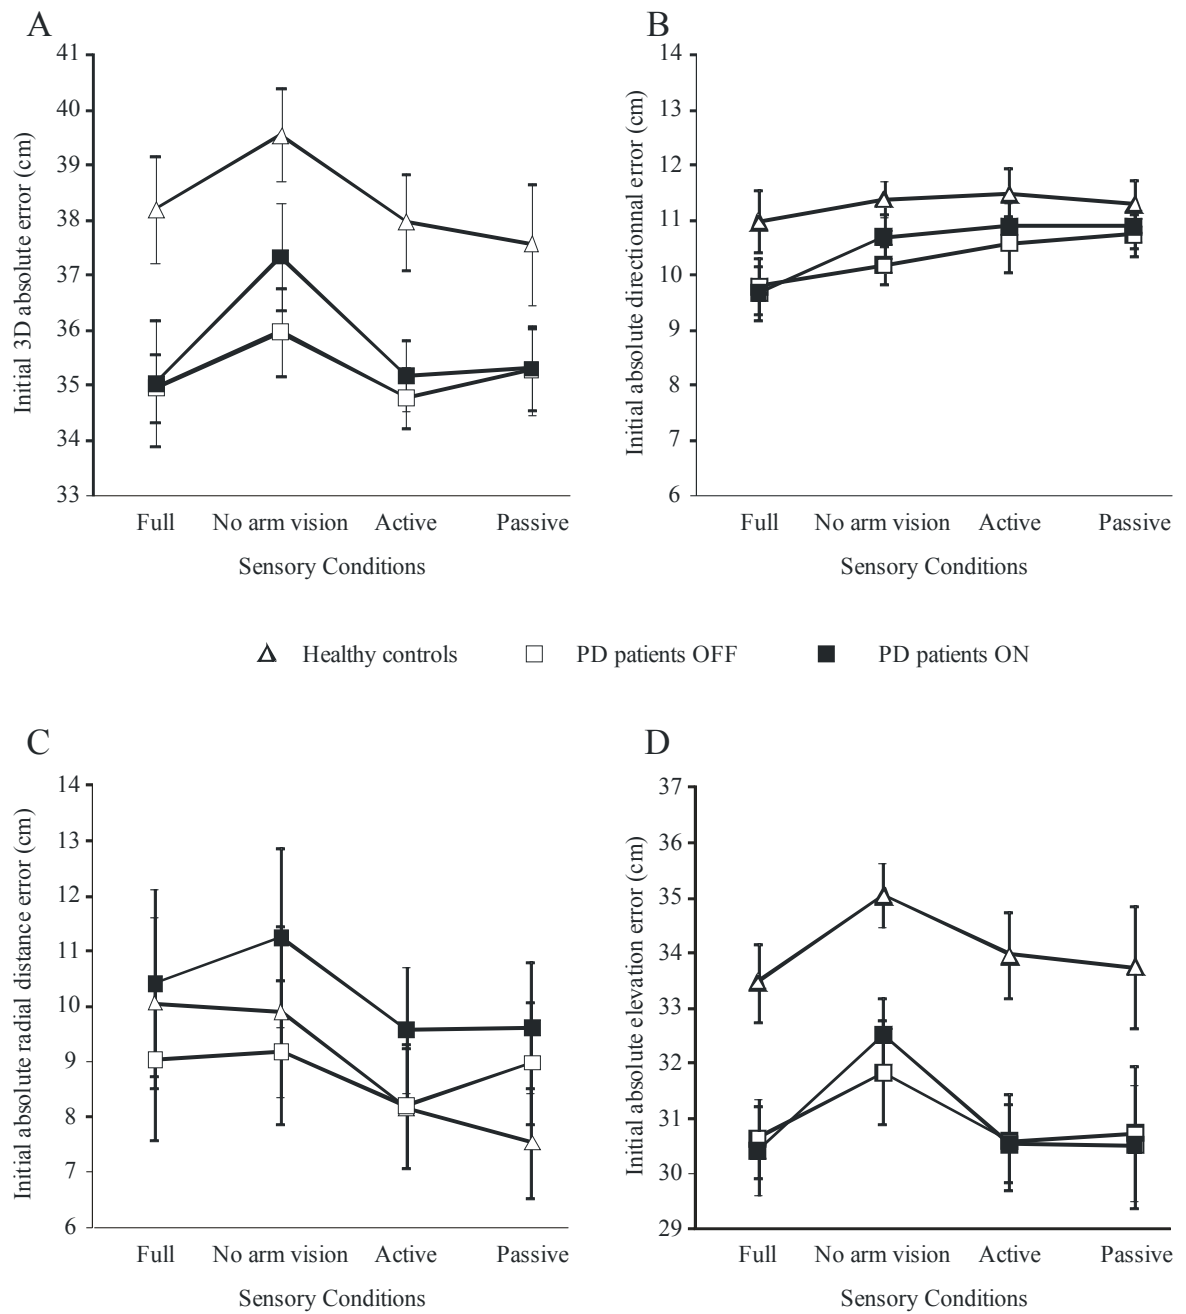 A
B
Initial 3D absolute error (cm)
41
40
39
38
37
36
35
34
33
Full No arm vision Active Passive
Sensory Conditions
Initial absolute directionnal error (cm)
14
13
12
11
10
9
8
7
6
Full No arm vision Active Passive
Sensory Conditions
Healthy controls PD patients OFF PD patients ON
C
D
Initial absolute radial distance error (cm)
14
13
12
11
10
9
8
7
6
Full No arm vision Active Passive
Sensory Conditions
Initial absolute elevation error (cm)
37
36
35
34
33
32
31
30
29
Full No arm vision Active Passive
Sensory Conditions